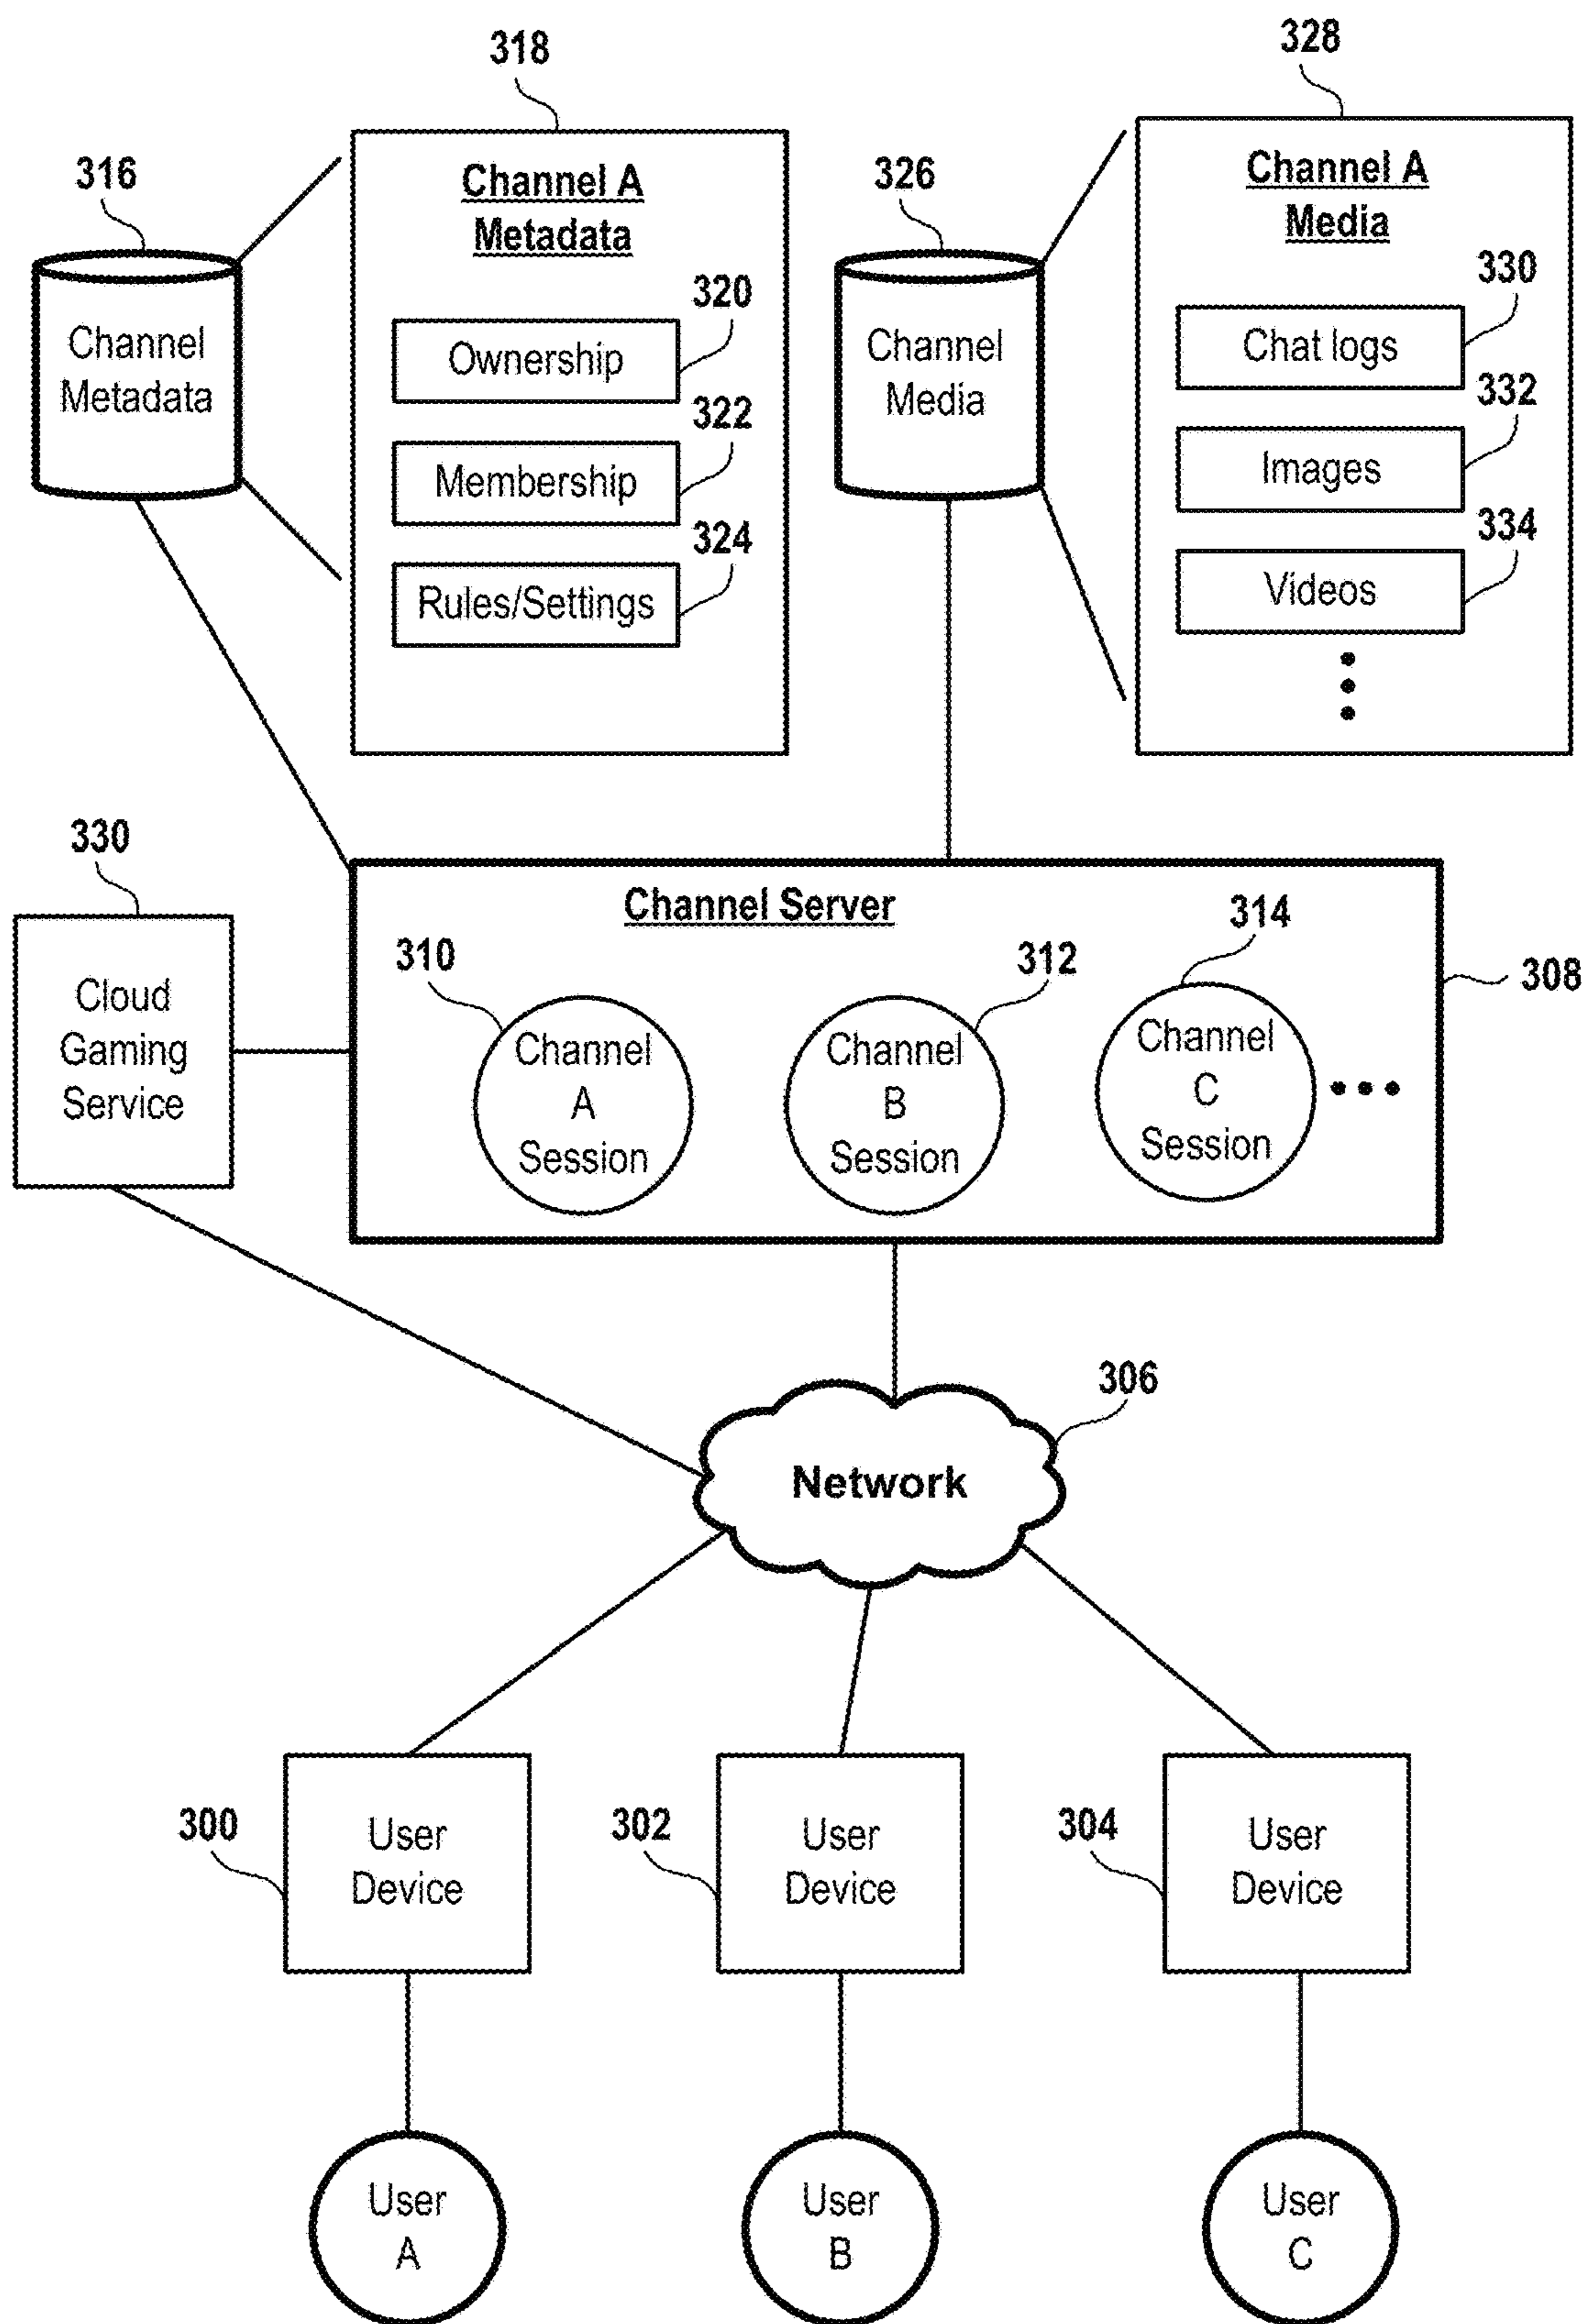 318
328
316
Channel A
Metadata
326
Channel A
Media
320
330
Channel
Metadata
Ownership
Channel
Media
Chat logs
322
332
Membership
Images
324
334
Rules/Settings
Videos
330
Channel Server
314
310
312
308
Cloud
Gaming
Service
Channel
A
Session
Channel
B
Session
Channel
C
Session
306
Network
300
User
Device
302
User
Device
304
User
Device
User
A
User
B
User
C